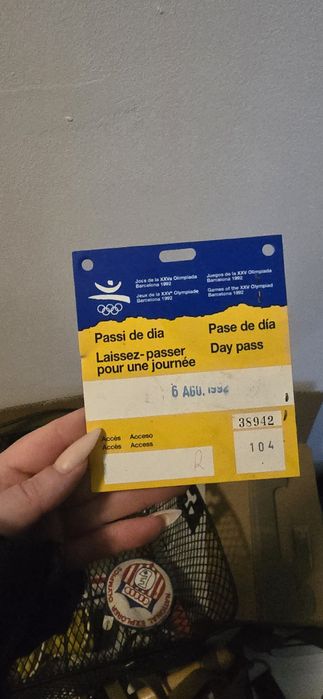 Jocs de la XXVa Olimpíada
Barcelona 1992
Juegos de la XXV Olimpiada
Barcelona 1992
Jeux de la XXVe Olympiade
Barcelona 1992
Games of the XXV Olympiad
Barcelona 1992
Passi de dia
Pase de día
Laissez-passer
pour une journée
Day pass
6 AGO. 1992
38942
104
Accés Acceso
Accès Access
R